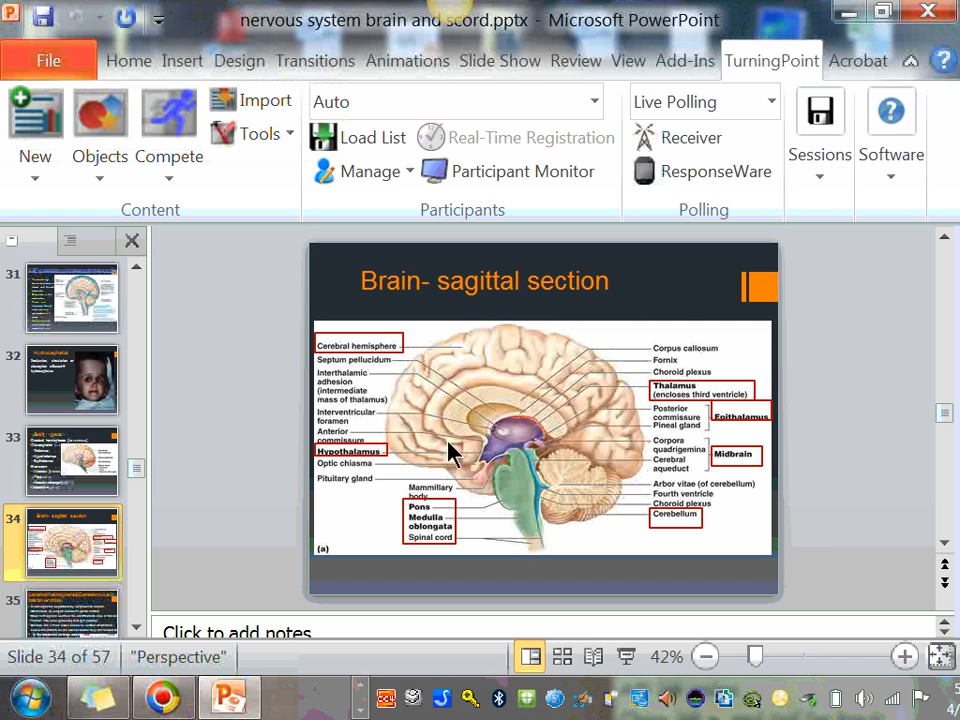 nervous system brain and scord.pptx - Microsoft PowerPoint
File Home Insert Design Transitions Animations Slide Show Review View Add-Ins TurningPoint Acrobat
New
Objects
Compete
Import
Tools
Content
Auto
Load List
Real-Time Registration
Manage
Participant Monitor
Participants
Live Polling
Receiver
ResponseWare
Polling
Sessions
Software
31
32
Hydrocephalus
33
34
Brain- sagittal section
35
Brain- sagittal section
Cerebral hemisphere
Septum pellucidum
Interthalamic
adhesion
(intermediate
mass of thalamus)
Interventricular
foramen
Anterior
commissure
Hypothalamus
Optic chiasma
Pituitary gland
Mammillary
body
Pons
Medulla
oblongata
Spinal cord
(a)
Corpus callosum
Fornix
Choroid plexus
Thalamus
(encloses third ventricle)
Posterior
commissure
Pineal gland
Epithalamus
Corpora
quadrigemina
Cerebral
aqueduct
Midbrain
Arbor vitae (of cerebellum)
Fourth ventricle
Choroid plexus
Cerebellum
Click to add notes
Slide 34 of 57
"Perspective"
42%